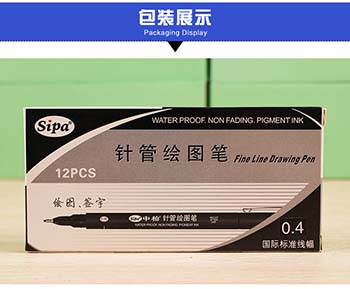 包装展示
Packaging Display
Sipa
WATER PROOF. NON FADING. PIGMENT INK
针管绘图笔
Fine Line Drawing Pen
12PCS
绘图、签字
Sipa 中柏 针管绘图笔
WATER PROOF, NON FADING, PIGMENT INK
0.4
国际标准线幅